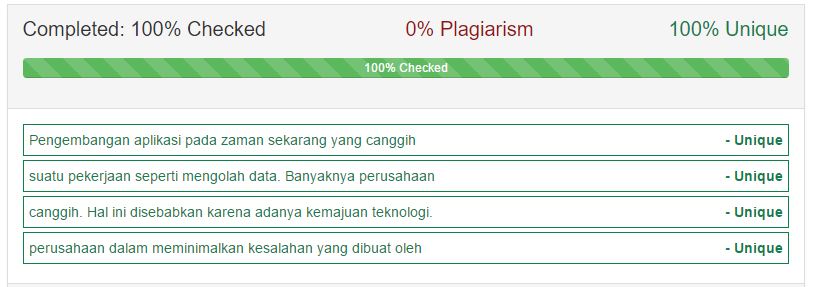 Completed: 100% Checked 0% Plagiarism 100% Unique
100% Checked
Pengembangan aplikasi pada zaman sekarang yang canggih - Unique
suatu pekerjaan seperti mengolah data. Banyaknya perusahaan - Unique
canggih. Hal ini disebabkan karena adanya kemajuan teknologi. - Unique
perusahaan dalam meminimalkan kesalahan yang dibuat oleh - Unique